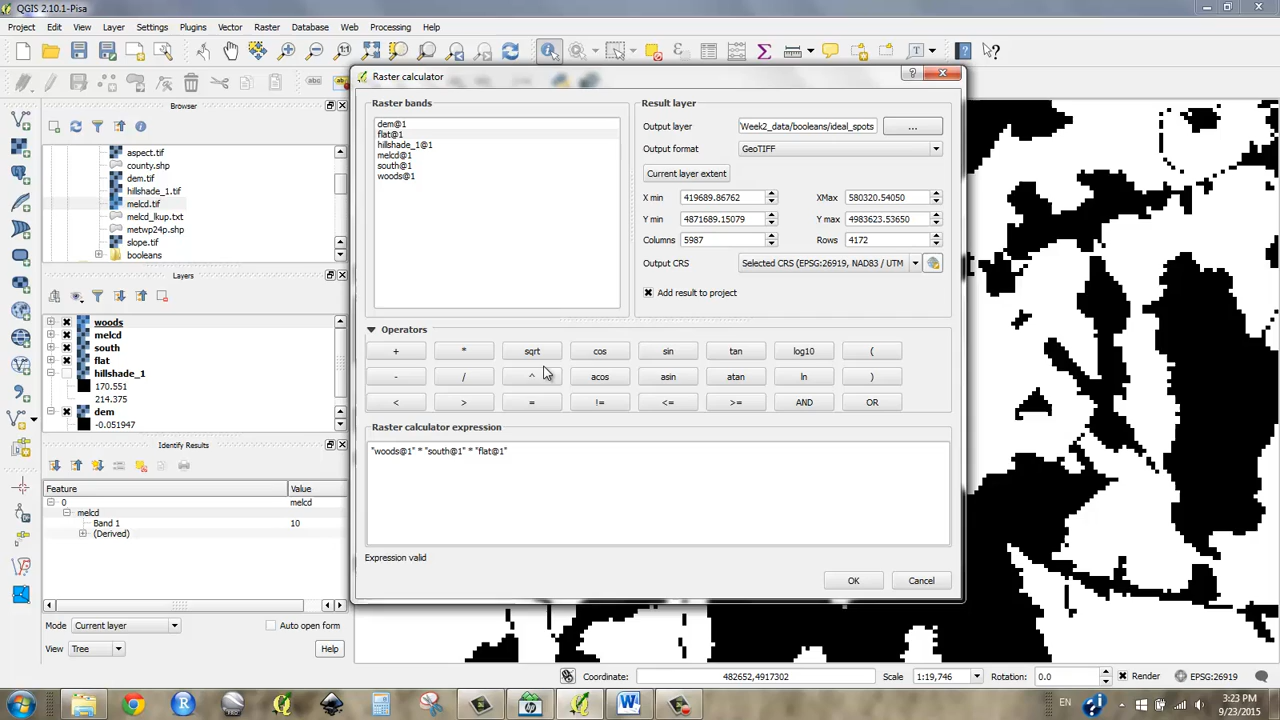 QGIS 2.10.1-Pisa
Project Edit View Layer Settings Plugins Vector Raster Database Web Processing Help
Raster calculator
Browser
aspect.tif
county.shp
dem.tif
hillshade_1.tif
melcd.tif
melcd_lkup.txt
metwp24p.shp
slope.tif
booleans
Layers
woods
melcd
south
flat
hillshade_1
170.551
214.375
dem
-0.051947
Identify Results
Feature Value
0 melcd
melcd
Band 1 10
(Derived)
Mode Current layer Auto open form
View Tree Help
Raster bands
dem@1
flat@1
hillshade_1@1
melcd@1
south@1
woods@1
Result layer
Output layer Week2_data/booleans/ideal_spots ...
Output format GeoTIFF
Current layer extent
X min 419689.86762 XMax 580320.54050
Y min 4871689.15079 Y max 4983623.53650
Columns 5987 Rows 4172
Output CRS Selected CRS (EPSG:26919, NAD83 / UTM
Add result to project
Operators
+ * sqrt cos sin tan log10 (
- / ^ acos asin atan ln )
< > = != <= >= AND OR
Raster calculator expression
"woods@1" * "south@1" * "flat@1"
Expression valid
OK Cancel
Coordinate: 482652,4917302 Scale 1:19,746 Rotation: 0.0 Render EPSG:26919
EN 3:23 PM
9/23/2015